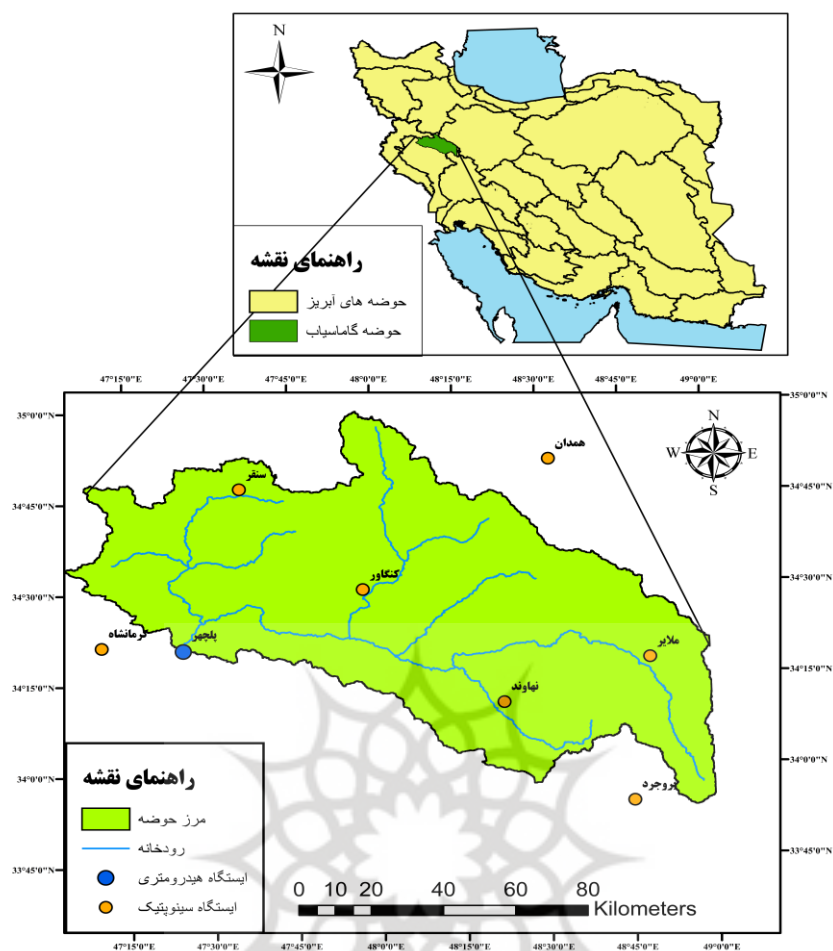 N
راهنمای نقشه
حوضه های آبریز
حوضه گاماسیاب
47°15'0"E 47°30'0"E 47°45'0"E 48°0'0"E 48°15'0"E 48°30'0"E 48°45'0"E 49°0'0"E
35°0'0"N
34°45'0"N
34°30'0"N
34°15'0"N
34°0'0"N
33°45'0"N
همدان
N
W E
S
سنقر
کنگاور
کرمانشاه
پلچهر
ملایر
نهاوند
بروجرد
35°0'0"N
34°45'0"N
34°30'0"N
34°15'0"N
34°0'0"N
33°45'0"N
راهنمای نقشه
مرز حوضه
رودخانه
ایستگاه هیدرومتری
ایستگاه سینوپتیک
0 10 20 40 60 80
Kilometers
47°15'0"E 47°30'0"E 47°45'0"E 48°0'0"E 48°15'0"E 48°30'0"E 48°45'0"E 49°0'0"E